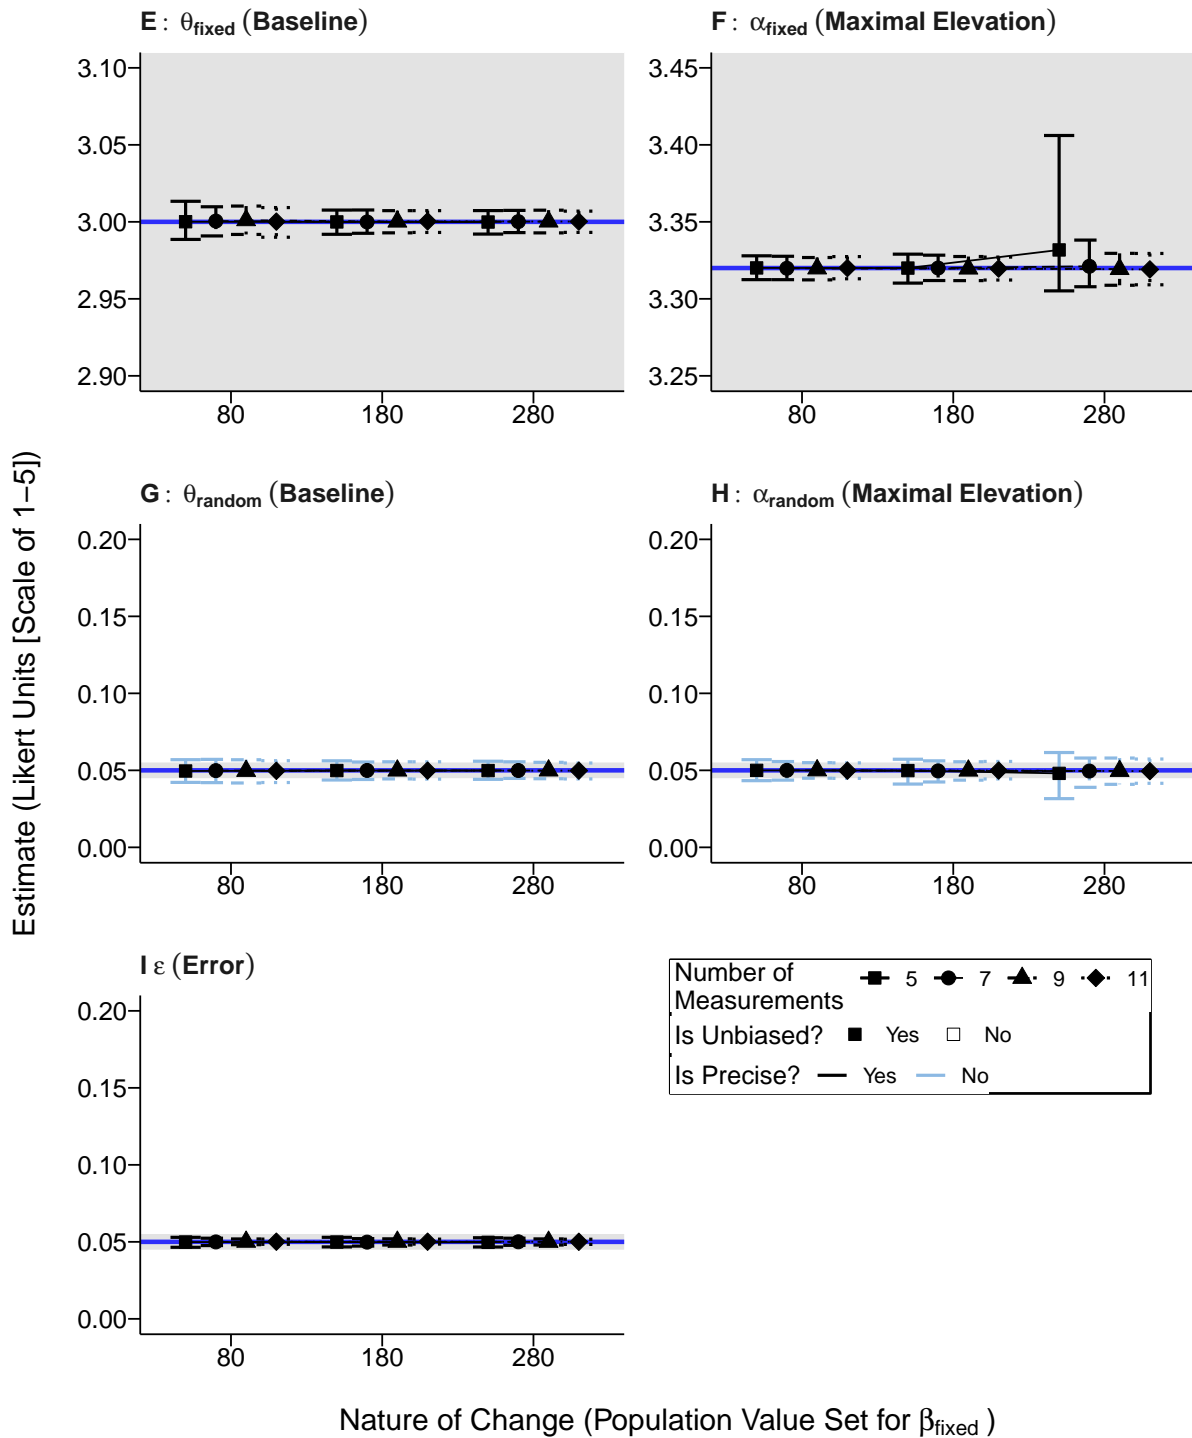 E : θfixed (Baseline)
3.10
3.05
3.00
2.95
2.90
80 180 280
F : αfixed (Maximal Elevation)
3.45
3.40
3.35
3.30
3.25
80 180 280
Estimate (Likert Units [Scale of 1−5])
G : θrandom (Baseline)
0.20
0.15
0.10
0.05
0.00
80 180 280
H : αrandom (Maximal Elevation)
0.20
0.15
0.10
0.05
0.00
80 180 280
I ε (Error)
0.20
0.15
0.10
0.05
0.00
80 180 280
Number of
Measurements 5 7 9 11
Is Unbiased? Yes No
Is Precise? Yes No
Nature of Change (Population Value Set for βfixed )